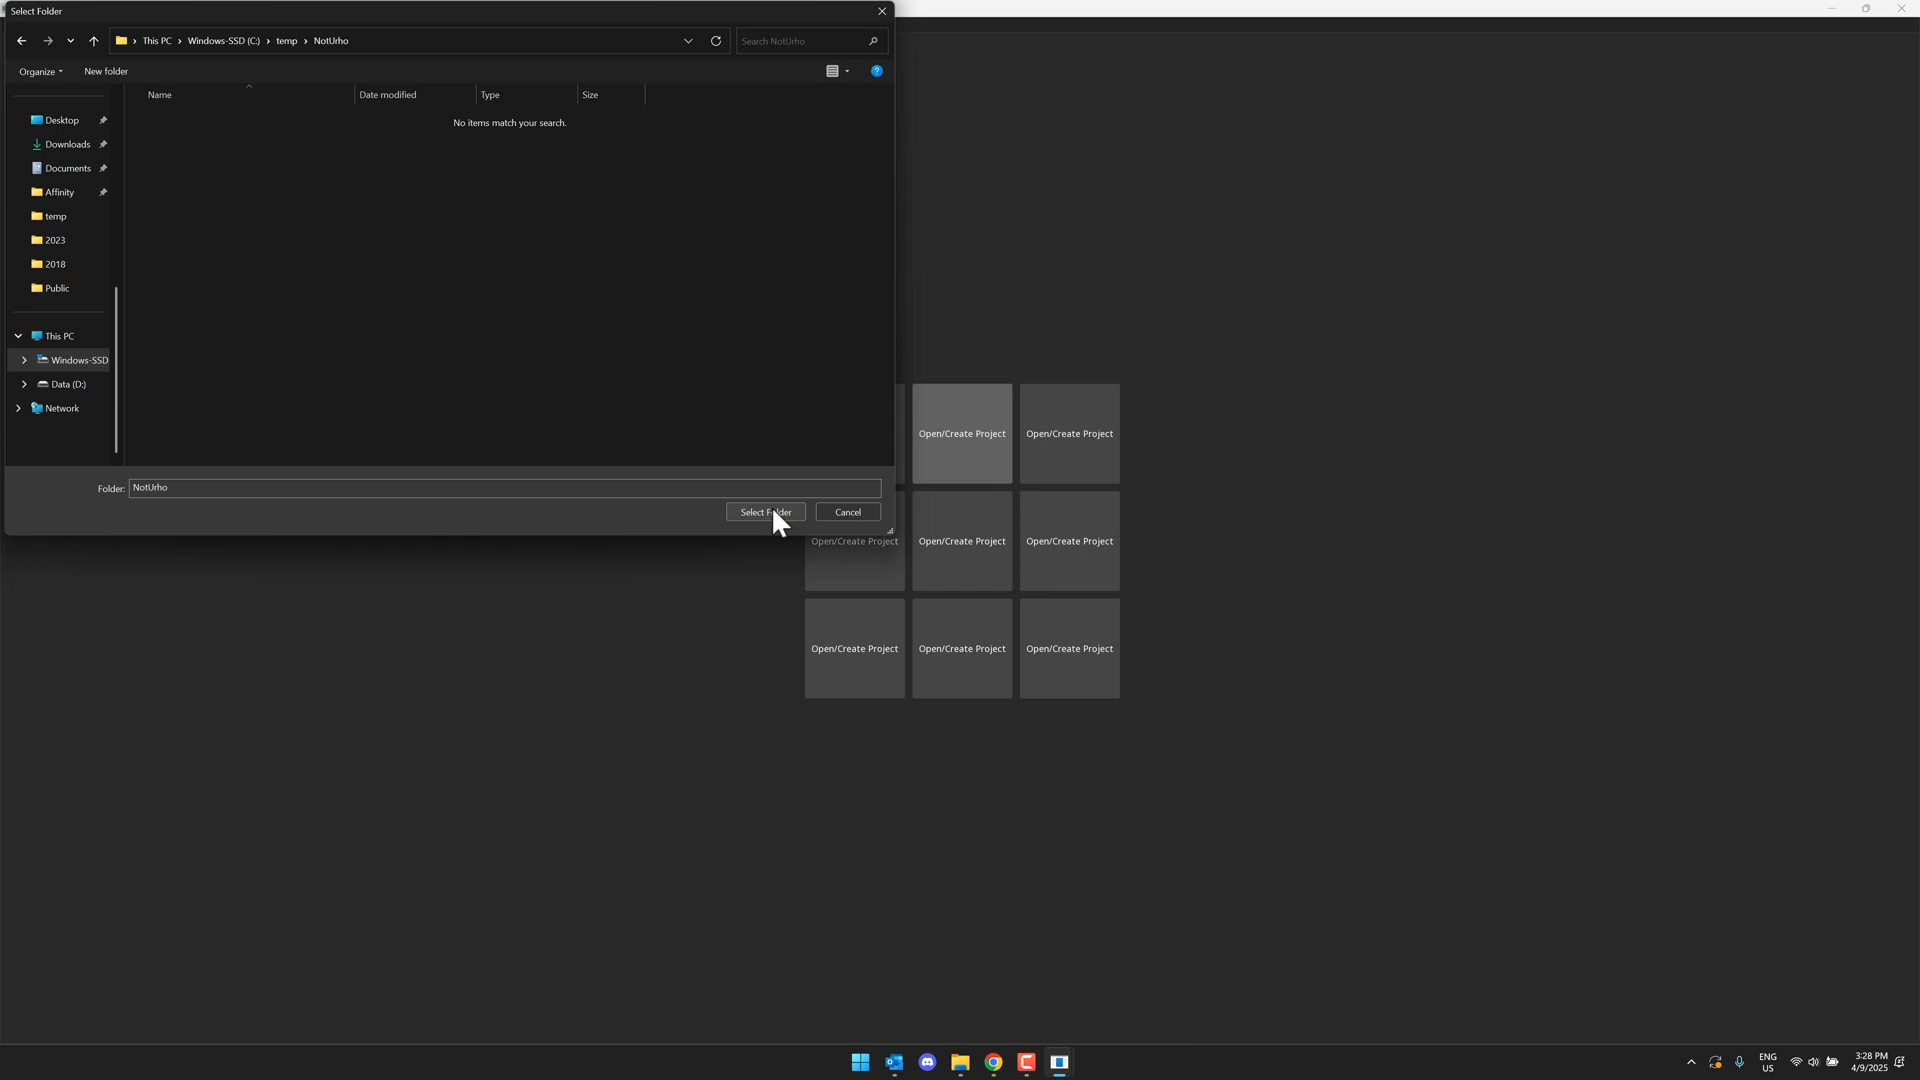 Select Folder
This PC > Windows-SSD (C:) > temp > NotUrho
Search NotUrho
Organize
New folder
Name
Date modified
Type
Size
No items match your search.
Desktop
Downloads
Documents
Affinity
temp
2023
2018
Public
This PC
Windows-SSD
Data (D:)
Network
Folder: NotUrho
Select Folder
Cancel
Open/Create Project
Open/Create Project
Open/Create Project
Open/Create Project
Open/Create Project
Open/Create Project
Open/Create Project
Open/Create Project
ENG
US
3:28 PM
4/9/2025